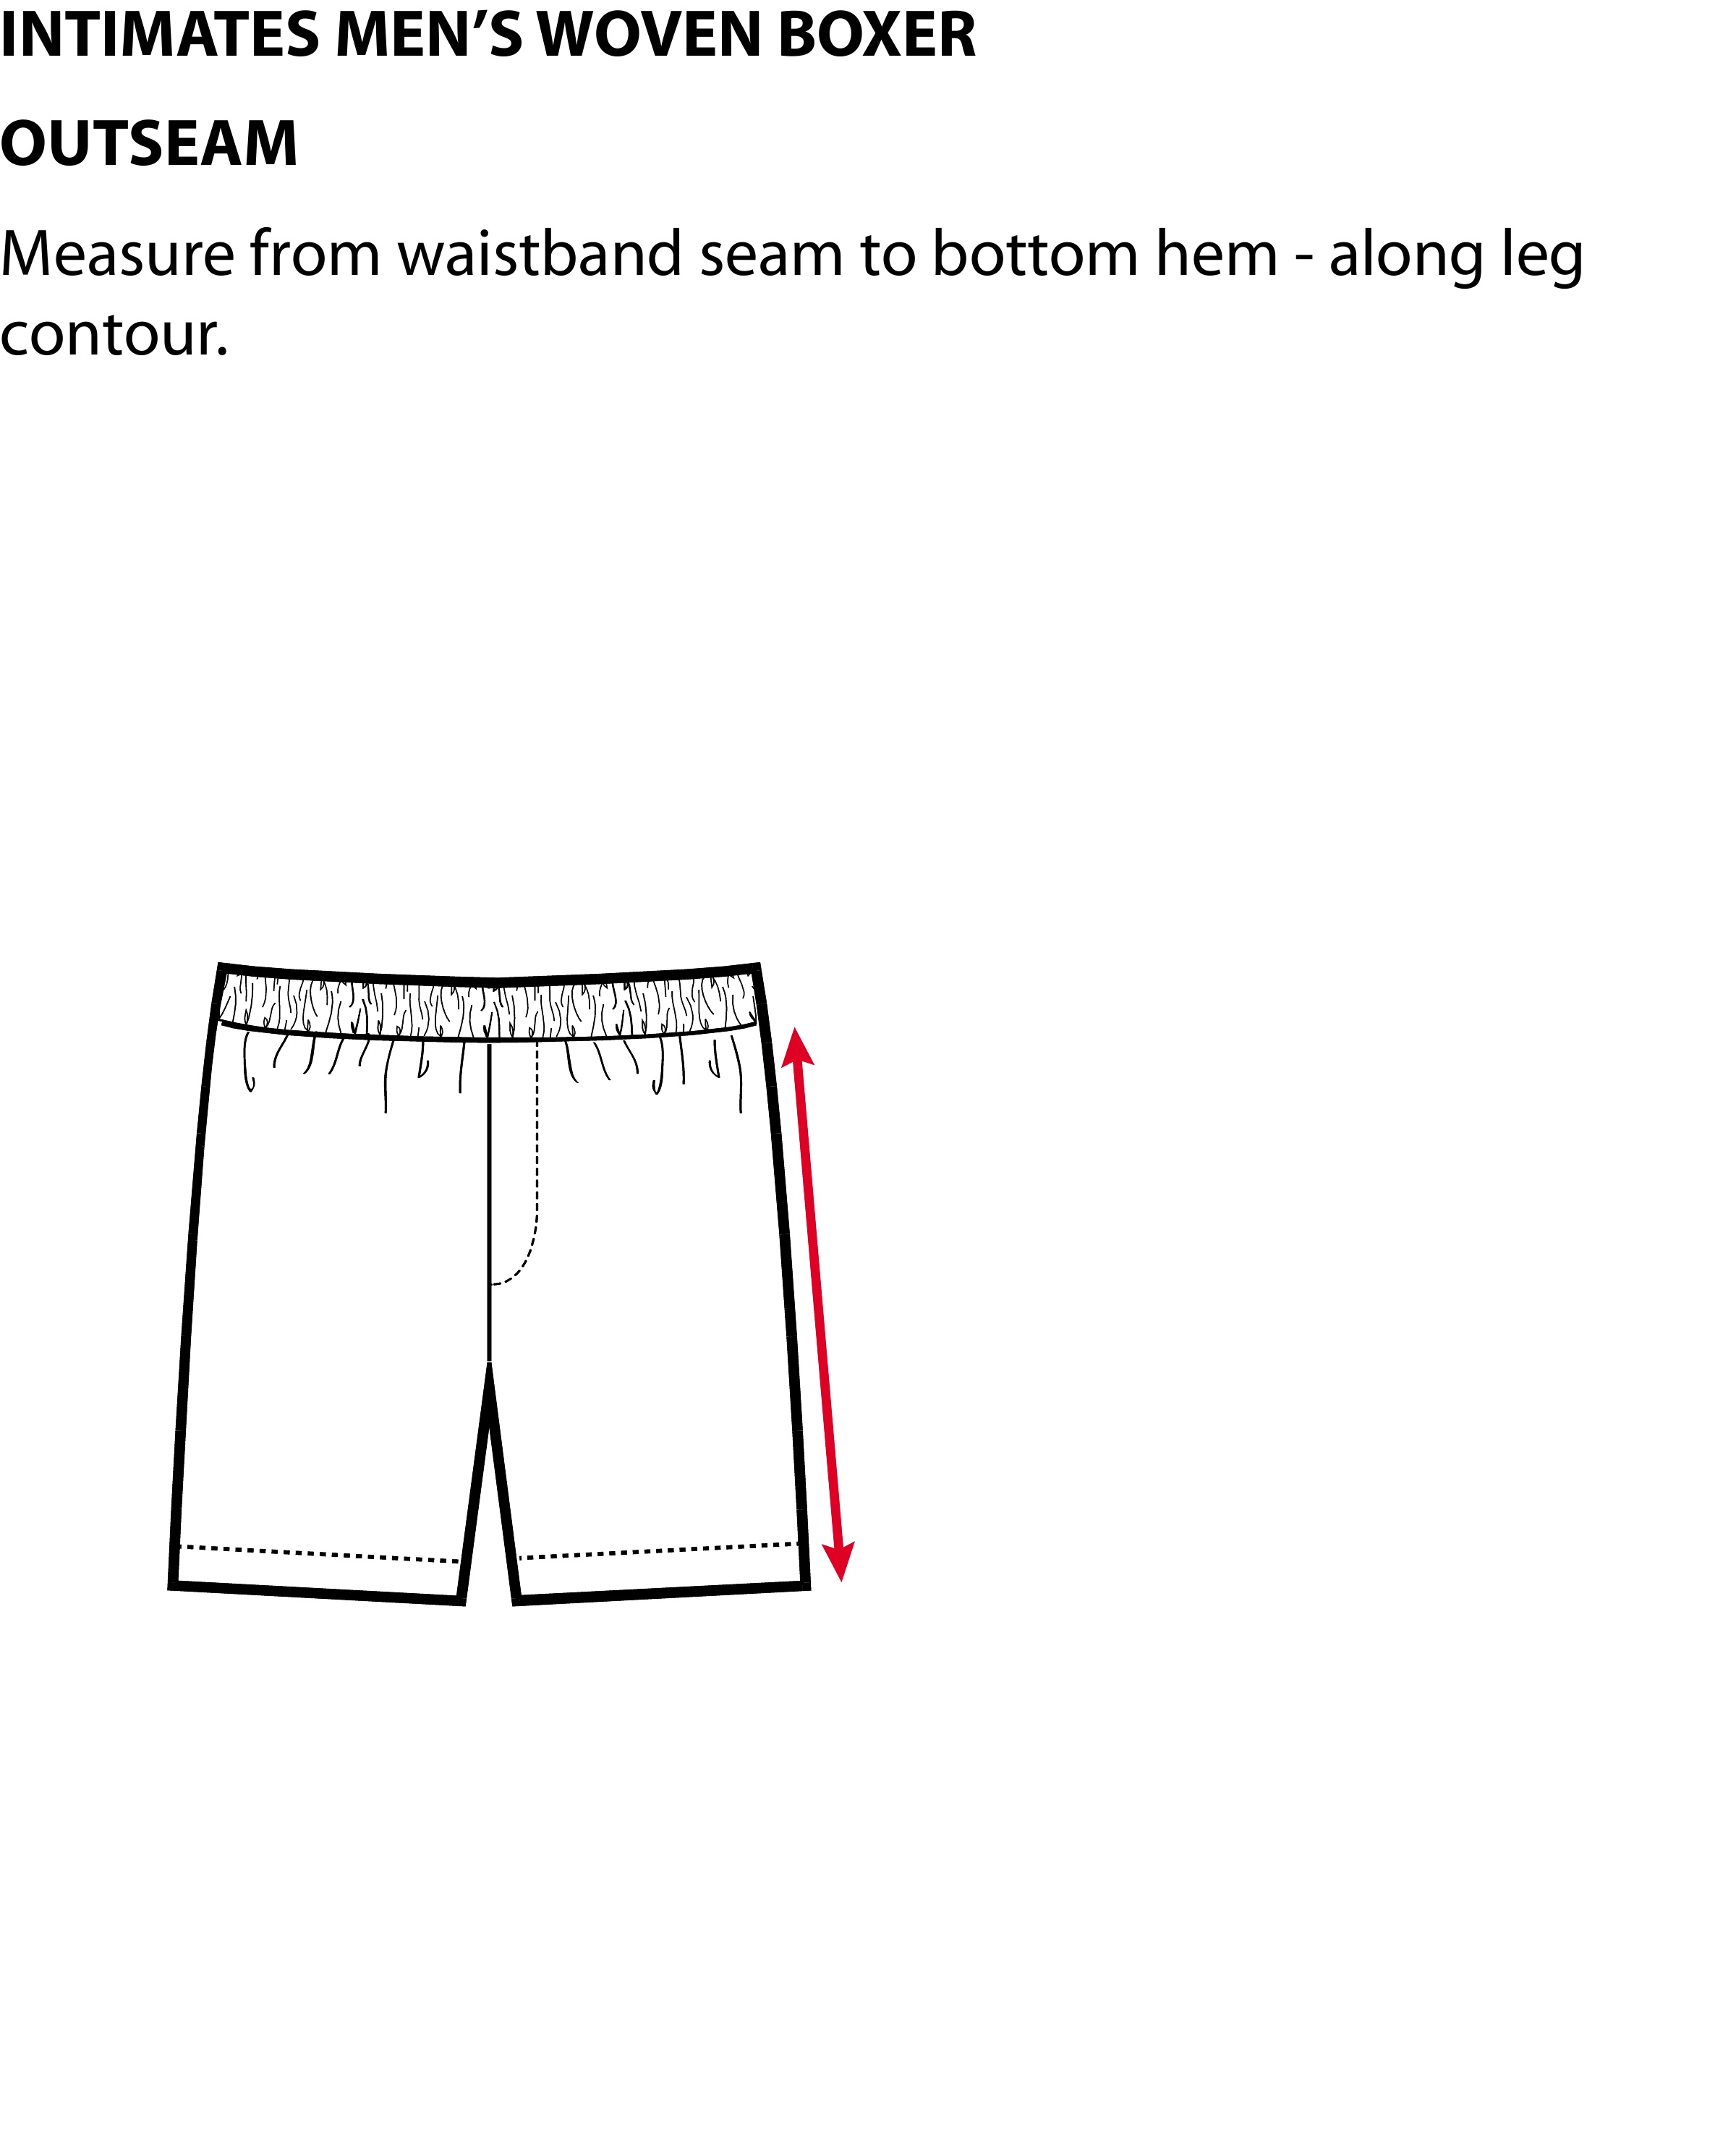 INTIMATES MEN’S WOVEN BOXER
OUTSEAM
Measure from waistband seam to bottom hem - along leg
contour.